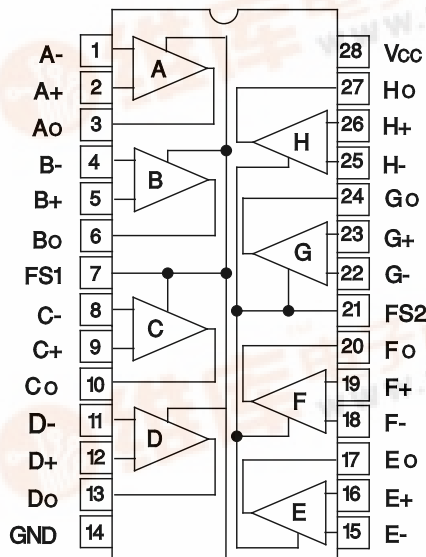 A- 1
A+ 2
Ao 3
B- 4
B+ 5
Bo 6
FS1 7
C- 8
C+ 9
Co 10
D- 11
D+ 12
Do 13
GND 14
A
B
C
D
H
G
F
E
28 Vcc
27 Ho
26 H+
25 H-
24 Go
23 G+
22 G-
21 FS2
20 Fo
19 F+
18 F-
17 Eo
16 E+
15 E-